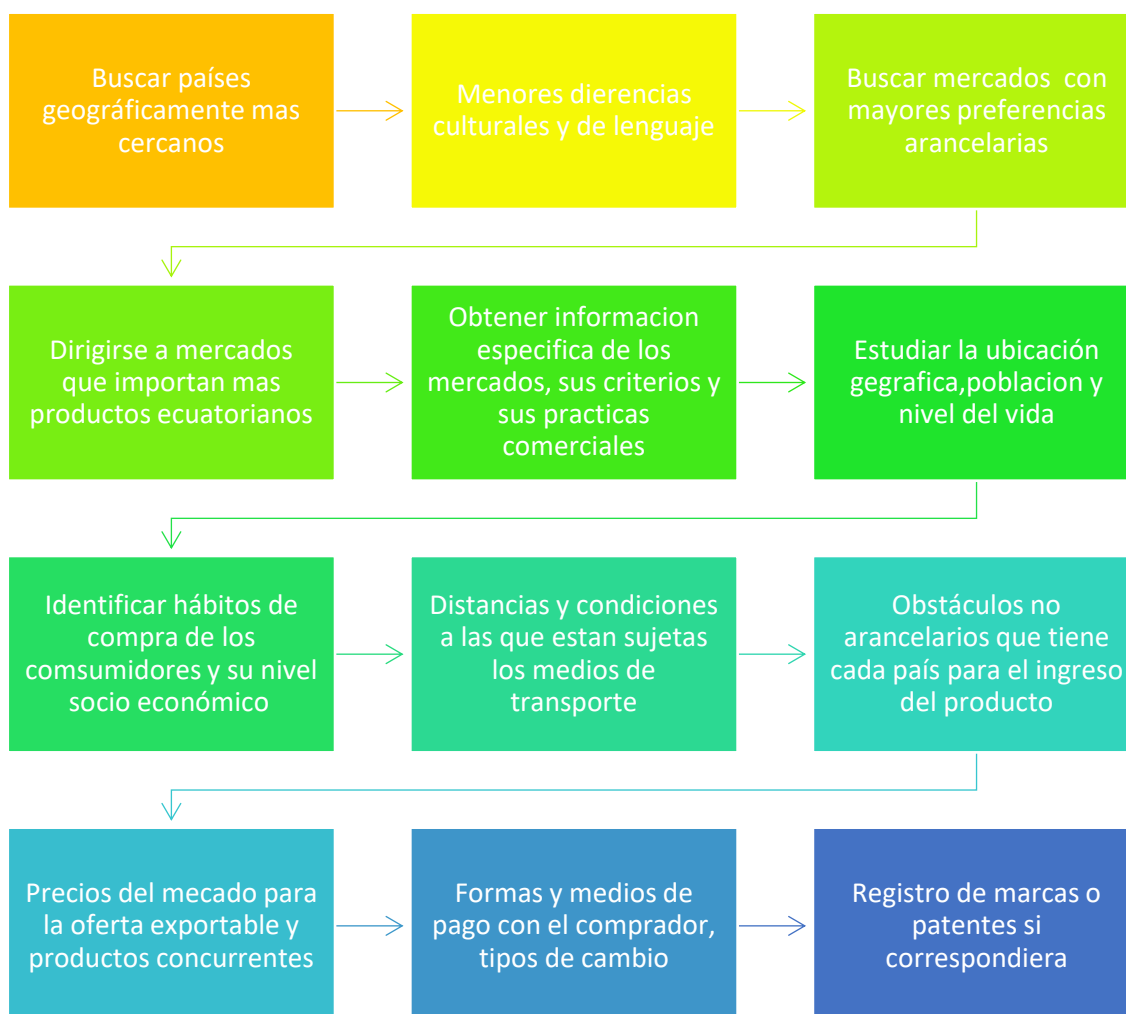 Buscar países
geográficamente mas
cercanos
Menores dierencias
culturales y de lenguaje
Buscar mercados con
mayores preferencias
arancelarias
Dirigirse a mercados
que importan mas
productos ecuatorianos
Obtener informacion
especifica de los
mercados, sus criterios y
sus practicas
comerciales
Estudiar la ubicación
gegrafica,poblacion y
nivel del vida
Identificar hábitos de
compra de los
comsumidores y su nivel
socio económico
Distancias y condiciones
a las que estan sujetas
los medios de
transporte
Obstáculos no
arancelarios que tiene
cada país para el ingreso
del producto
Precios del mecado para
la oferta exportable y
productos concurrentes
Formas y medios de
pago con el comprador,
tipos de cambio
Registro de marcas o
patentes si
correspondiera